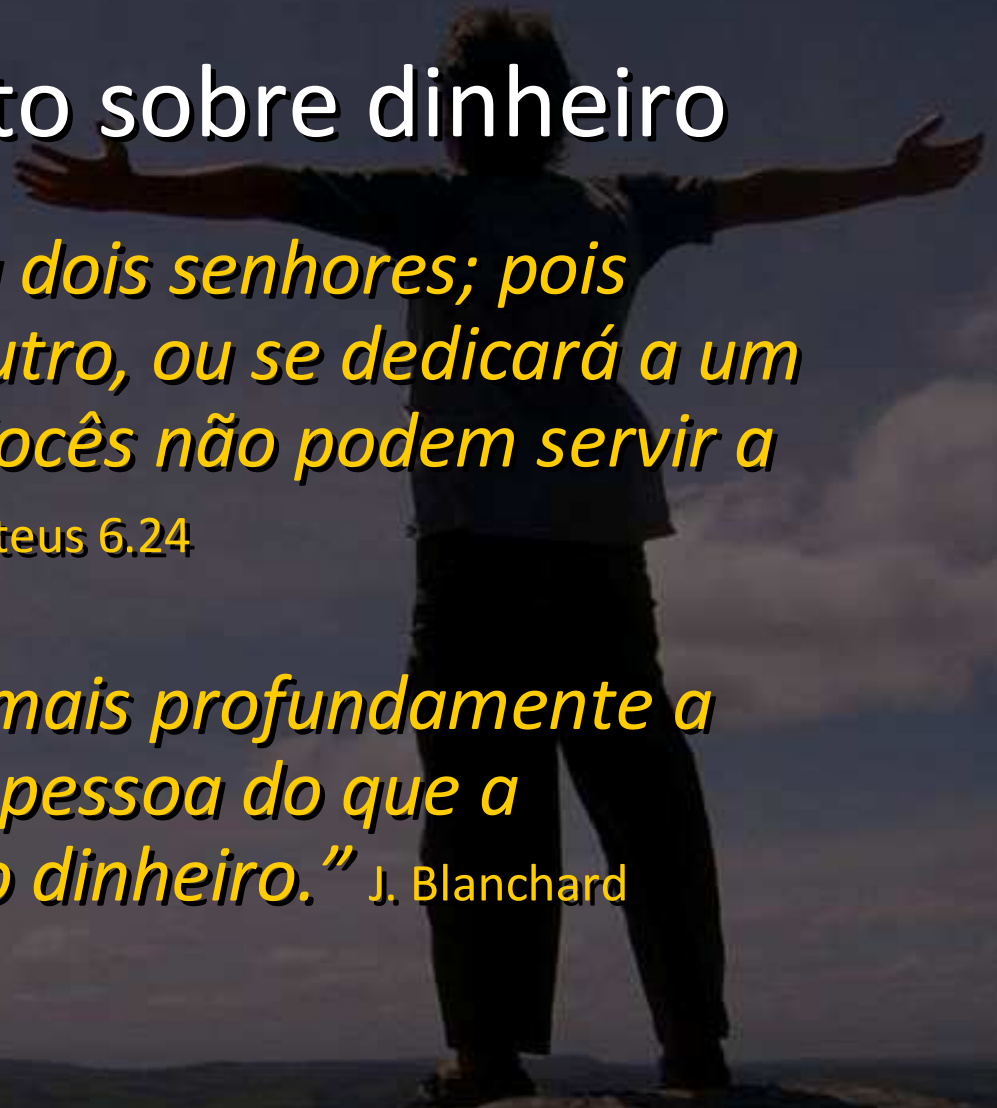 to sobre dinheiro
dois senhores; pois
utro, ou se dedicará a um
ocês não podem servir a
teus 6.24
mais profundamente a
pessoa do que a
o dinheiro.” J. Blanchard